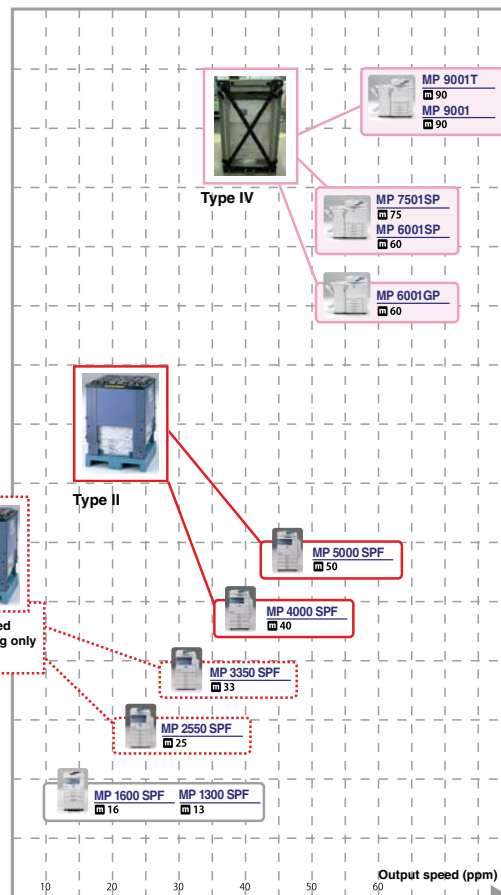 MP 9001T
m 90
MP 9001
m 90
Type IV
MP 7501SP
m 75
MP 6001SP
m 60
MP 6001GP
m 60
Type II
MP 5000 SPF
m 50
MP 4000 SPF
m 40
ed
g only
MP 3350 SPF
m 33
MP 2550 SPF
m 25
MP 1600 SPF MP 1300 SPF
m 16 m 13
Output speed (ppm)
10 20 30 40 50 60